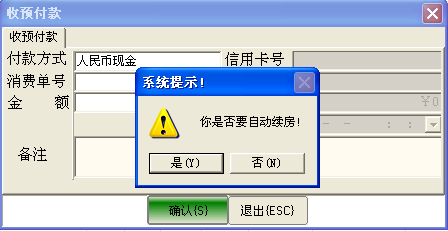 收预付款
收预付款
付款方式 人民币现金 信用卡号
消费单号
金 额 ¥0
- - : :
备注
系统提示!
你是否要自动续房!
是(Y) 否(N)
确认{S} 退出{ESC}